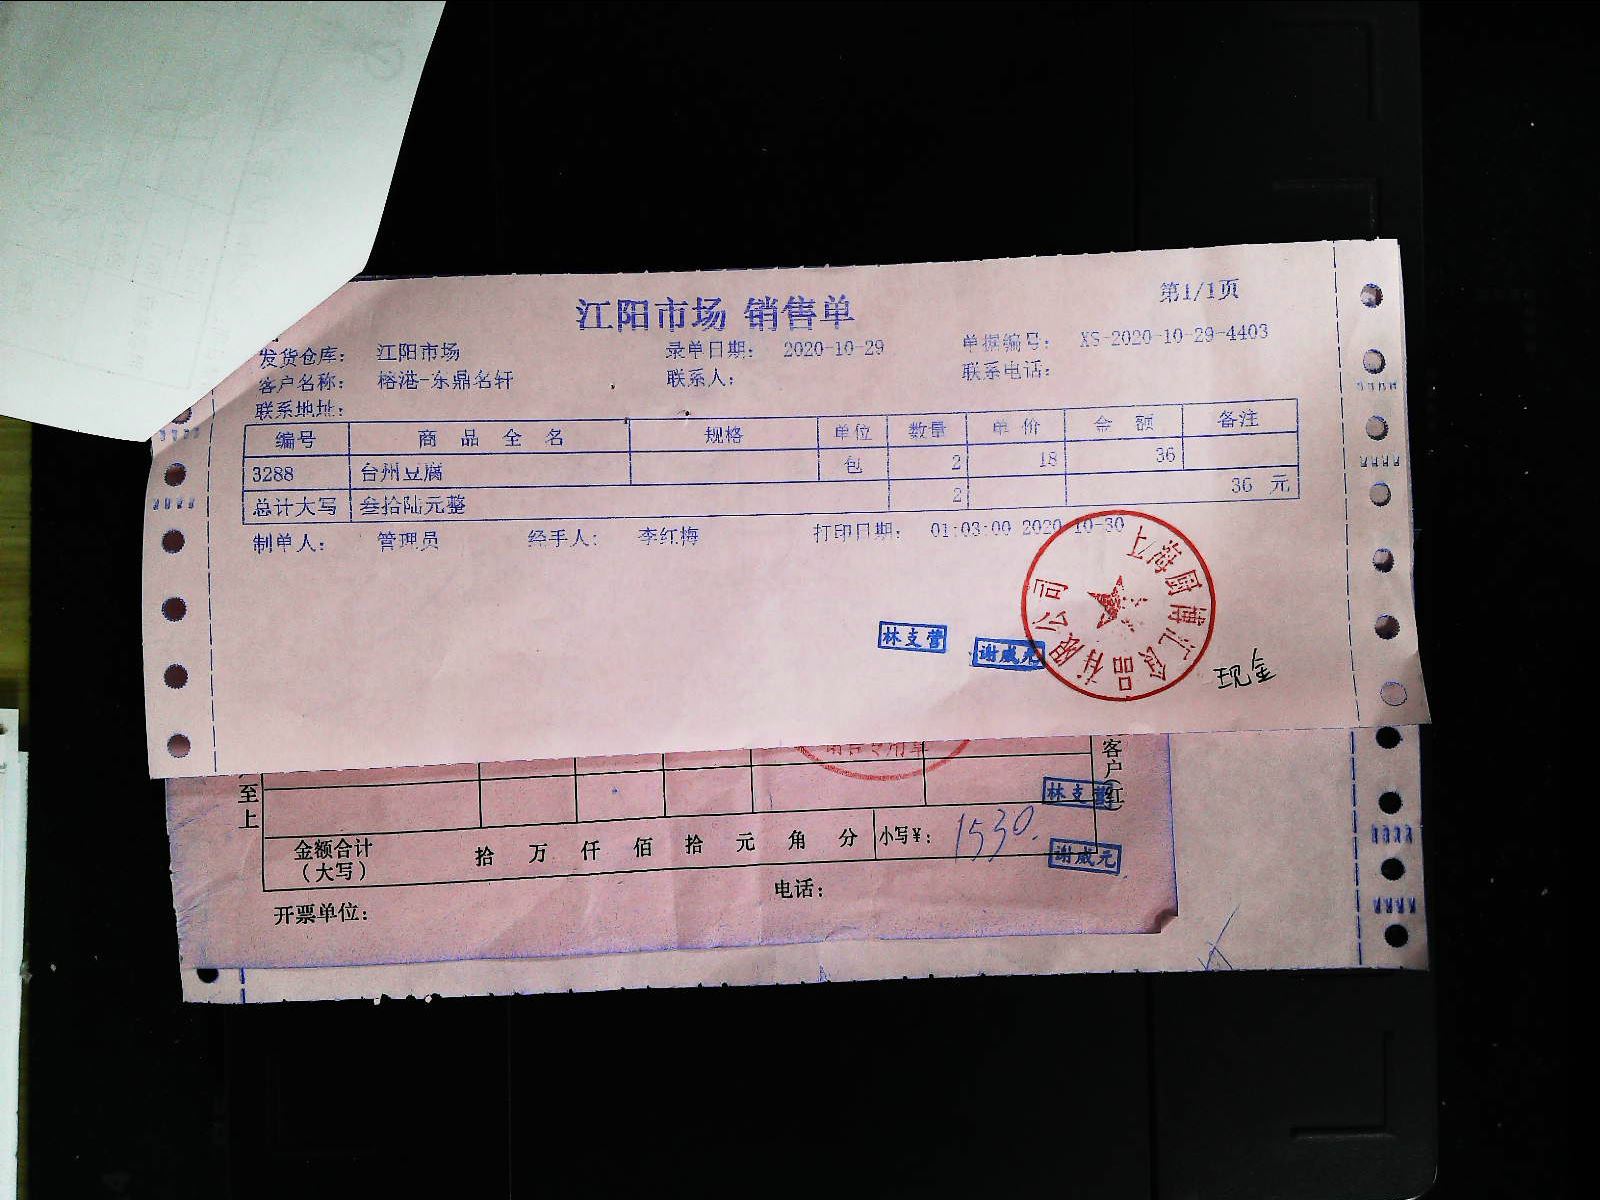 江阳市场 销售单
第1/1页
发货仓库： 江阳市场 录单日期： 2020-10-29 单据编号： XS-2020-10-29-4403
客户名称： 榕港-东鼎名轩 联系人： 联系电话：
联系地址：
编号 商品全名 规格 单位 数量 单价 金额 备注
3288 台州豆腐 包 2 18 36
总计大写 叁拾陆元整 2 36 元
制单人： 管理员 经手人： 李红梅 打印日期： 01:03:00 2020-10-30
上海厨 汇食品有限公司
林支营
谢威元
现金
专用章
客户
(红)
至上
林支营
金额合计（大写） 拾 万 仟 佰 拾 元 角 分 小写¥： 1530.
谢威元
开票单位： 电话：